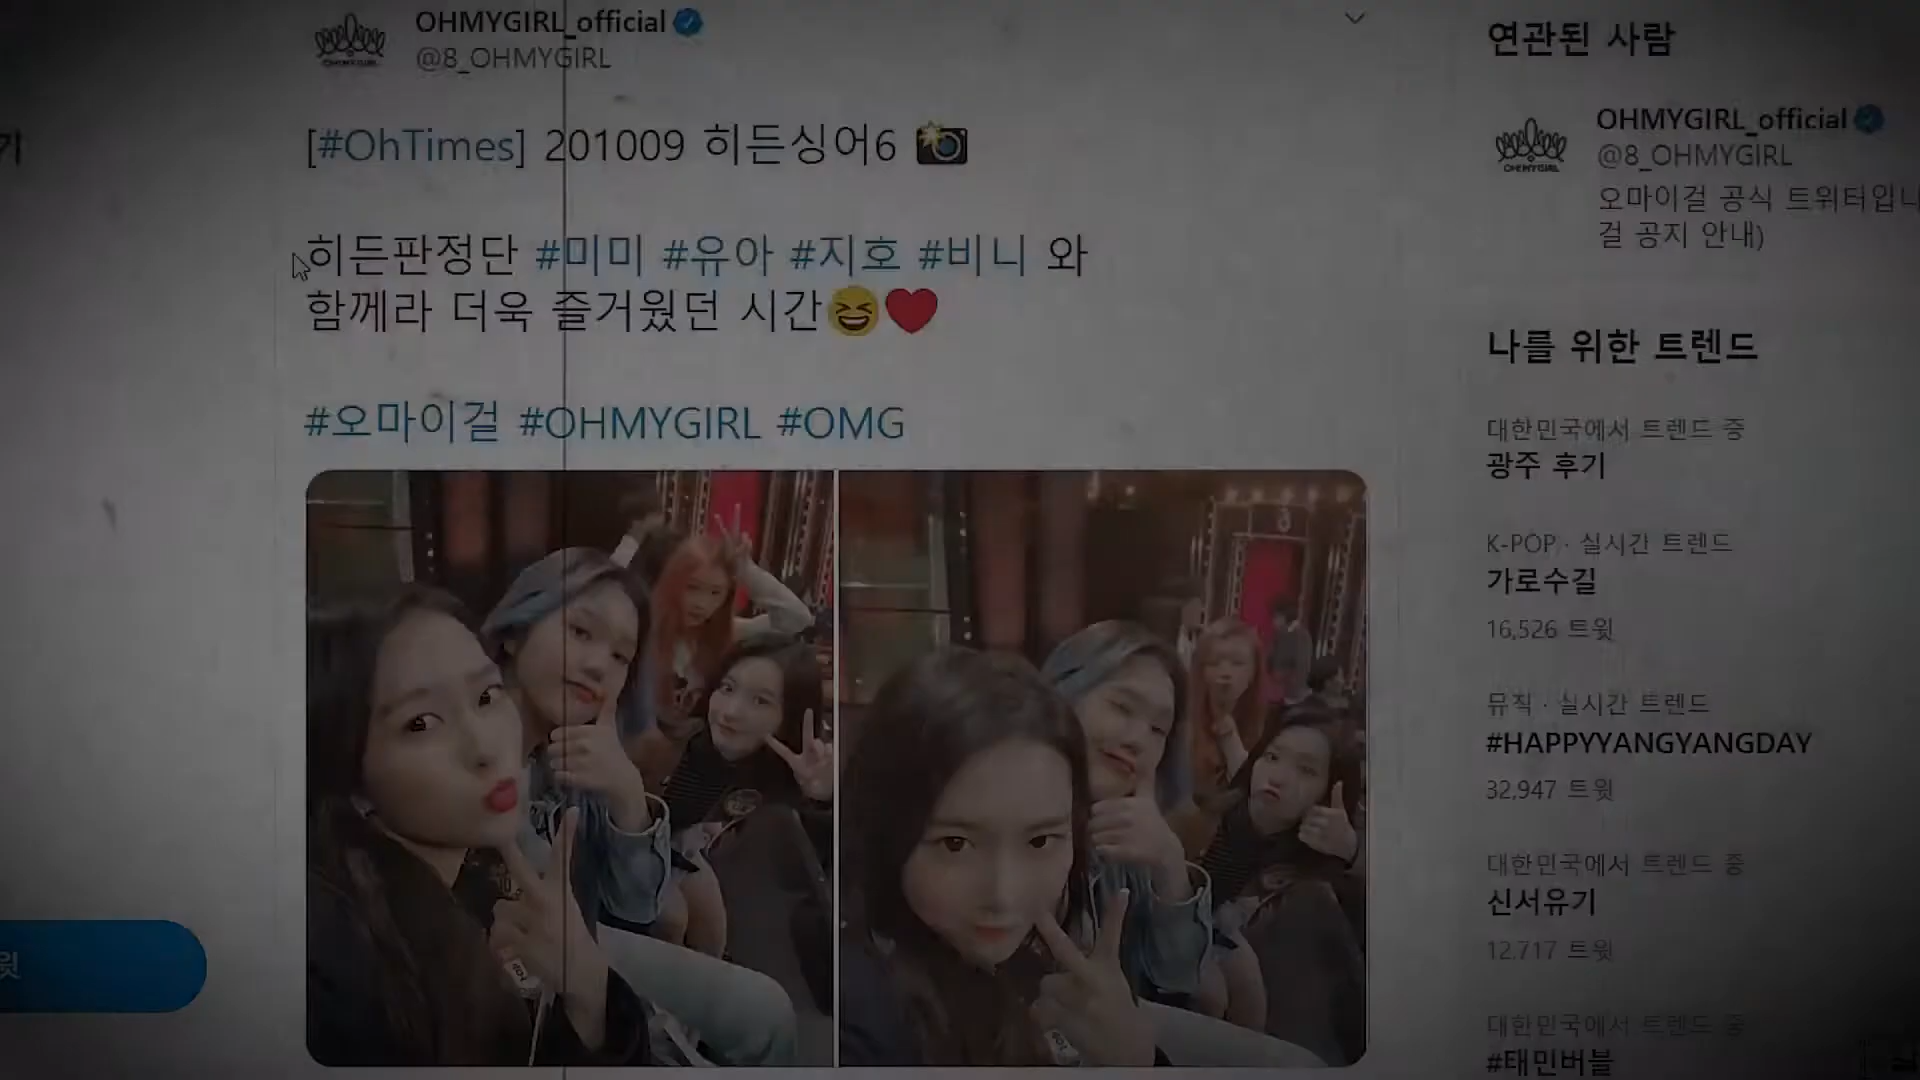 OHMYGIRL_official
@8_OHMYGIRL
[#OhTimes] 201009 히든싱어6
히든판정단 #미미 #유아 #지호 #비니 와
함께라 더욱 즐거웠던 시간
#오마이걸 #OHMYGIRL #OMG
연관된 사람
OHMYGIRL_official
@8_OHMYGIRL
오마이걸 공식 트위터입니
걸 공지 안내)
나를 위한 트렌드
대한민국에서 트렌드 중
광주 후기
K-POP · 실시간 트렌드
가로수길
16,526 트윗
뮤직 · 실시간 트렌드
#HAPPYYANGYANGDAY
32,947 트윗
대한민국에서 트렌드 중
신서유기
12,717 트윗
대한민국에서 트렌드 중
#태민버블
기
윗
6